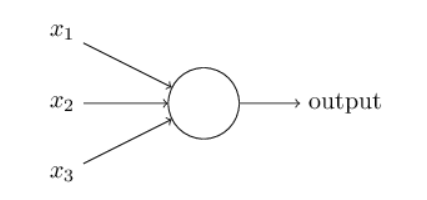 x₁
x₂
output
x₃